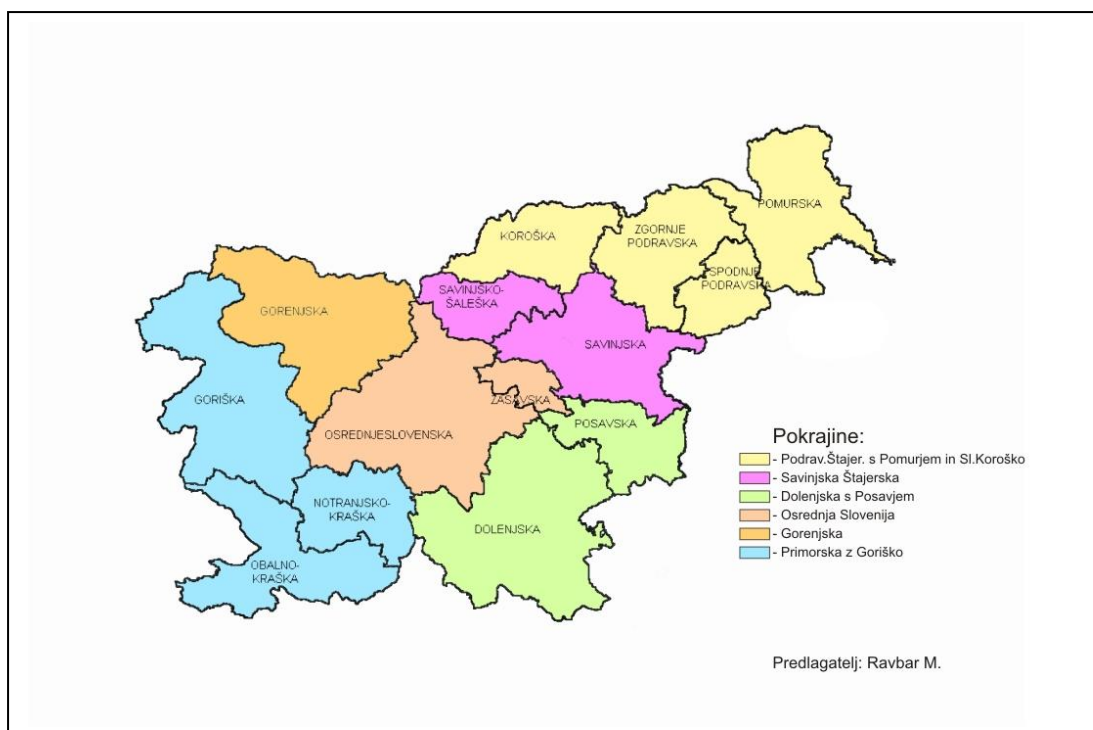 POMURSKA
KOROŠKA
ZGORNJE
PODRAVSKA
SPODNJE
PODRAVSKA
SAVINJSKO-
ŠALEŠKA
GORENJSKA
SAVINJSKA
GORIŠKA
ZASAVSKA
POSAVSKA
OSREDNJESLOVENSKA
NOTRANJSKO-
KRAŠKA
DOLENJSKA
OBALNO-
KRAŠKA
Pokrajine:
- Podrav.Štajer. s Pomurjem in Sl.Koroško
- Savinjska Štajerska
- Dolenjska s Posavjem
- Osrednja Slovenija
- Gorenjska
- Primorska z Goriško
Predlagatelj: Ravbar M.